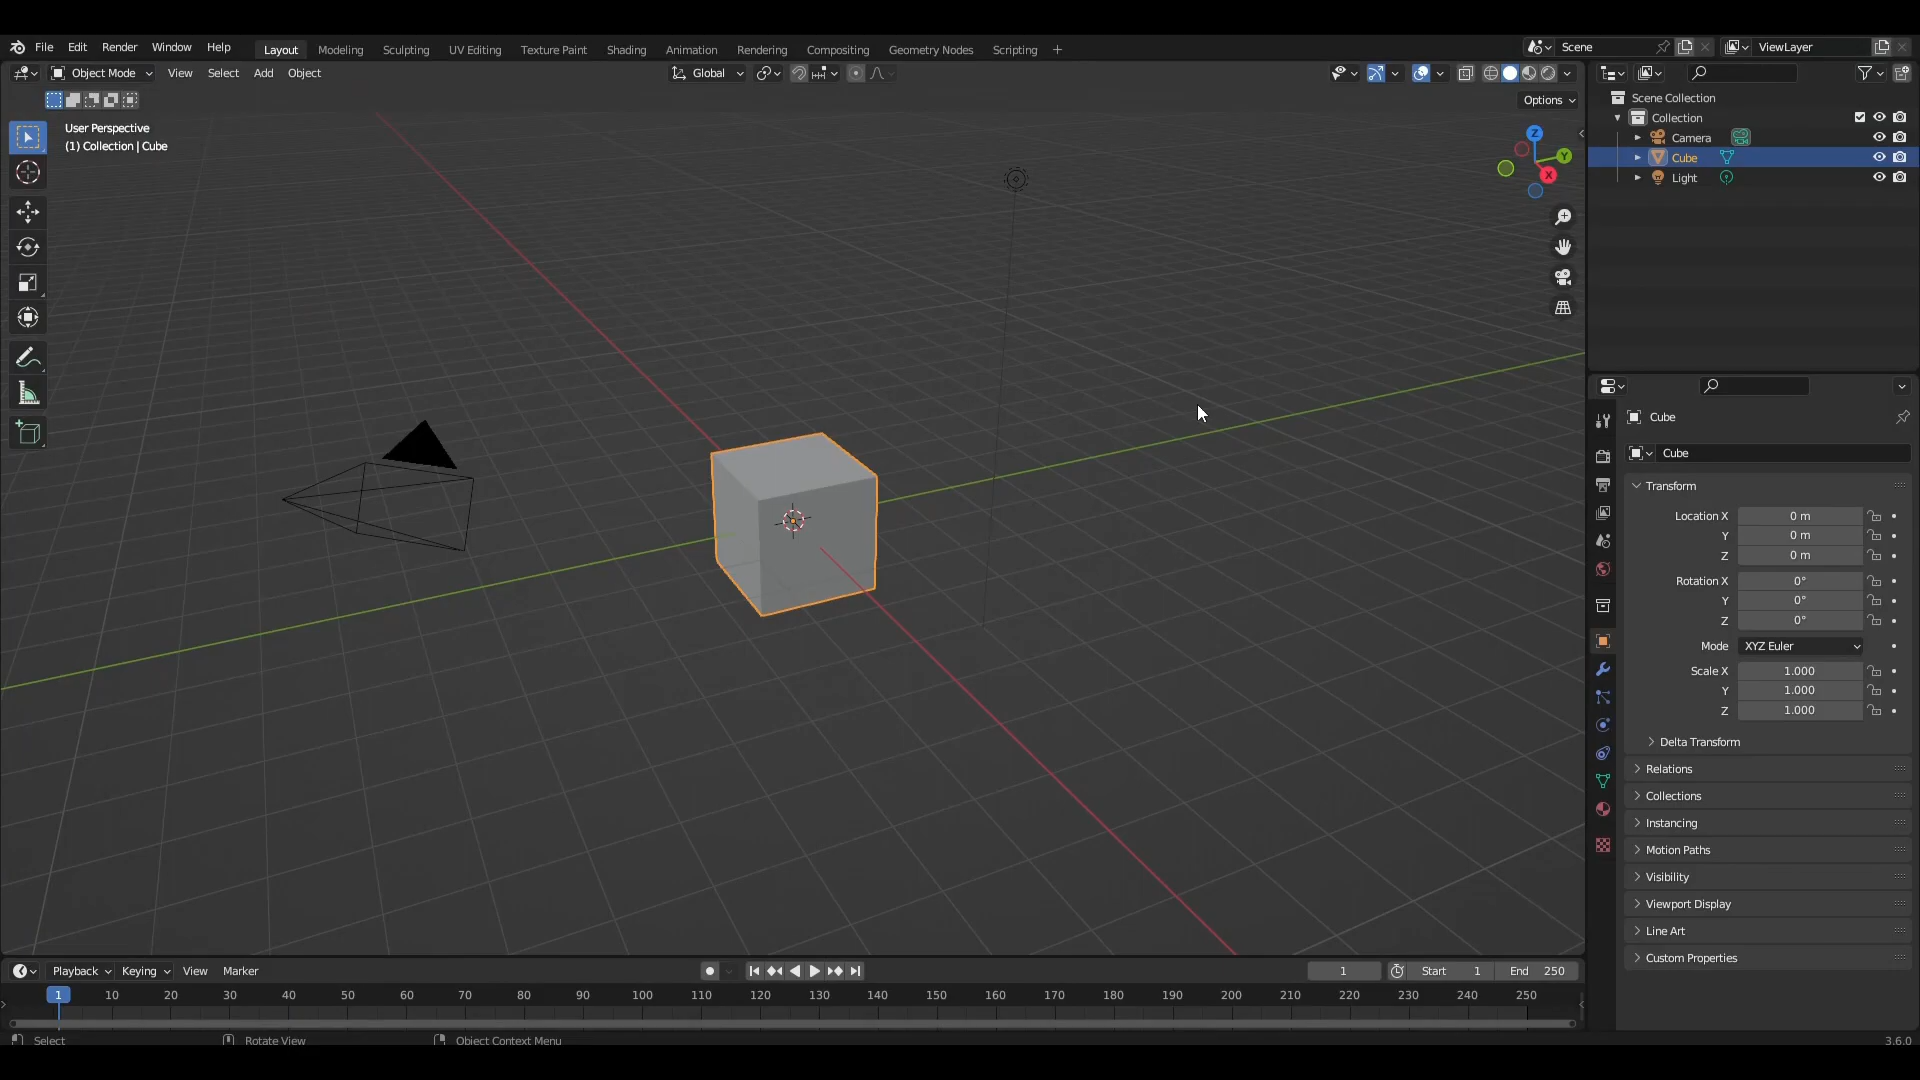 File Edit Render Window Help Layout Modeling Sculpting UV Editing Texture Paint Shading Animation Rendering Compositing Geometry Nodes Scripting + Scene ViewLayer
Object Mode View Select Add Object Global
Options
User Perspective
(1) Collection | Cube
Z
Y
X
Scene Collection
Collection
Camera
Cube
Light
Cube
Cube
Transform
Location X 0 m
Y 0 m
Z 0 m
Rotation X 0°
Y 0°
Z 0°
Mode XYZ Euler
Scale X 1.000
Y 1.000
Z 1.000
Delta Transform
Relations
Collections
Instancing
Motion Paths
Visibility
Viewport Display
Line Art
Custom Properties
Playback Keying View Marker 1 Start 1 End 250
1 10 20 30 40 50 60 70 80 90 100 110 120 130 140 150 160 170 180 190 200 210 220 230 240 250
Select Rotate View Object Context Menu 3.6.0